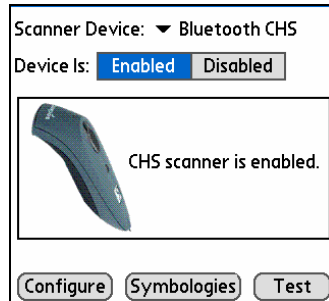 Scanner Device: Bluetooth CHS
Device Is: Enabled Disabled
CHS scanner is enabled.
Configure Symbologies Test